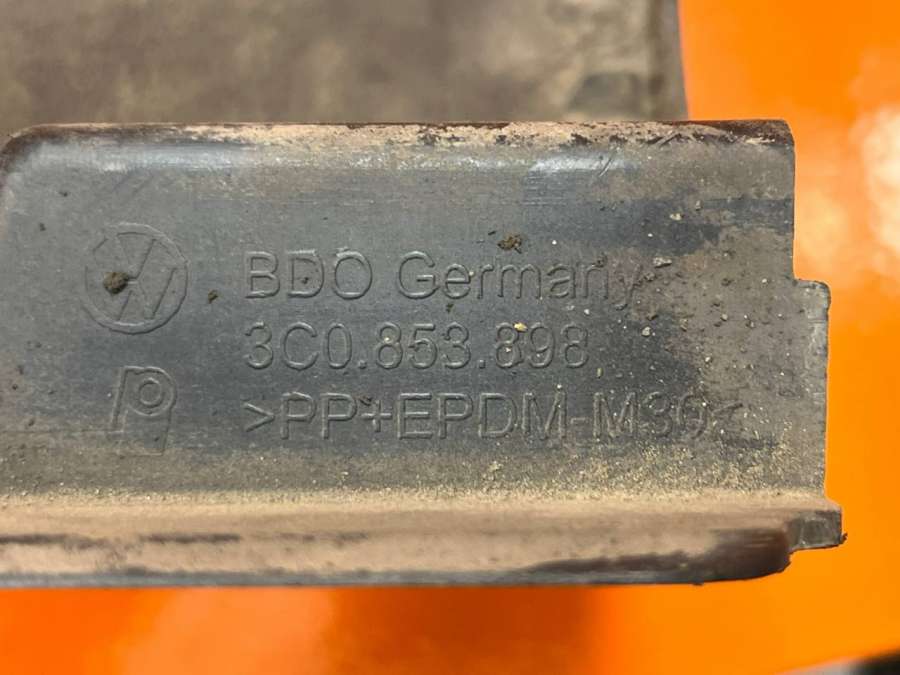 BDO Germany
3C0.853.898
>PP+EPDM-M30<